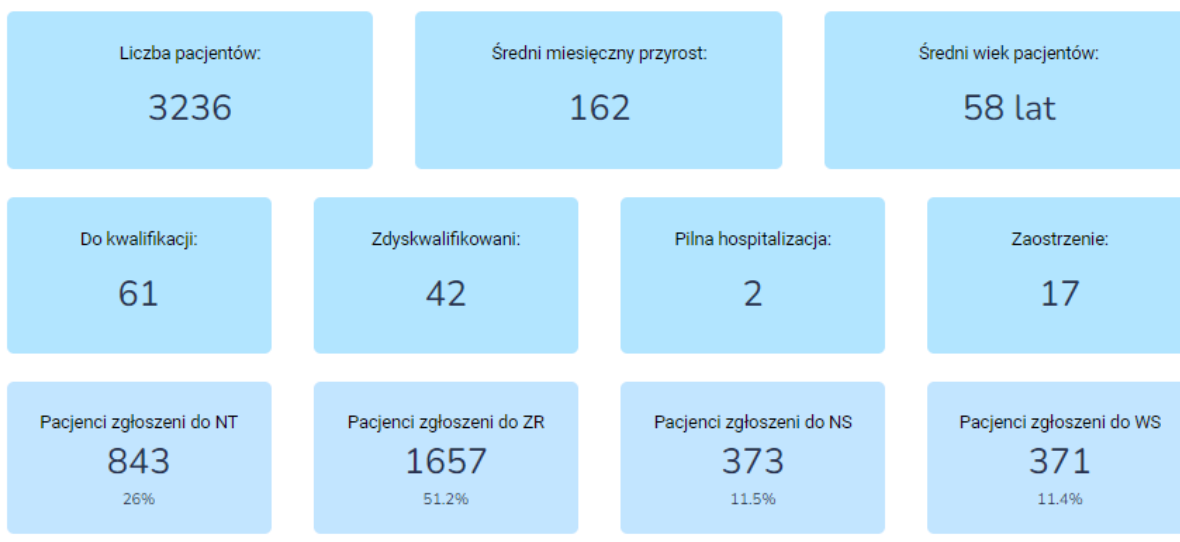 Liczba pacjentów:
3236
Średni miesięczny przyrost:
162
Średni wiek pacjentów:
58 lat
Do kwalifikacji:
61
Zdyskwalifikowani:
42
Pilna hospitalizacja:
2
Zaostrzenie:
17
Pacjenci zgłoszeni do NT
843
26%
Pacjenci zgłoszeni do ZR
1657
51.2%
Pacjenci zgłoszeni do NS
373
11.5%
Pacjenci zgłoszeni do WS
371
11.4%